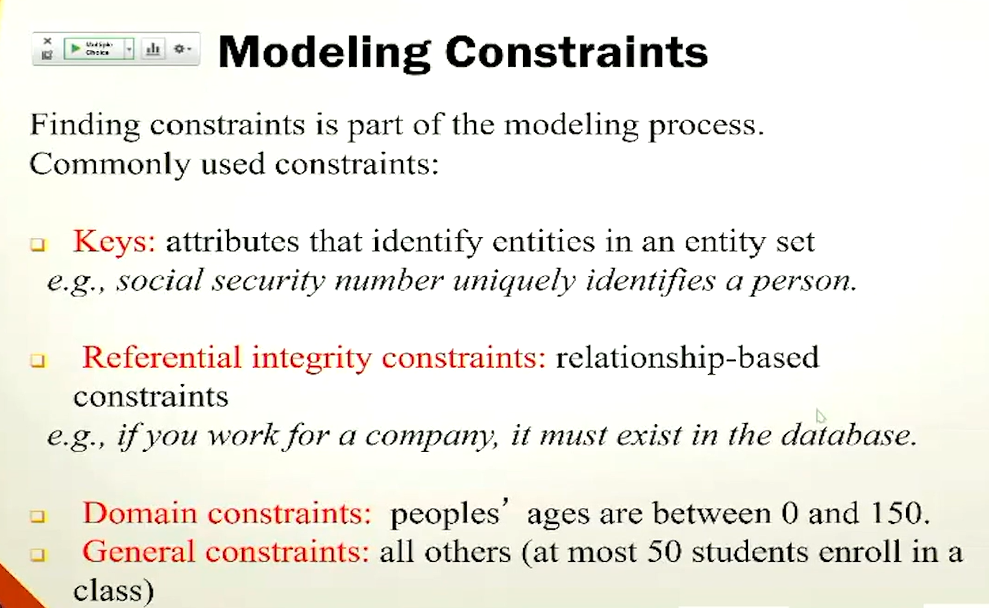 Multiple
Choice
Modeling Constraints
Finding constraints is part of the modeling process.
Commonly used constraints:
Keys: attributes that identify entities in an entity set
e.g., social security number uniquely identifies a person.
Referential integrity constraints: relationship-based
constraints
e.g., if you work for a company, it must exist in the database.
Domain constraints: peoples’ ages are between 0 and 150.
General constraints: all others (at most 50 students enroll in a
class)